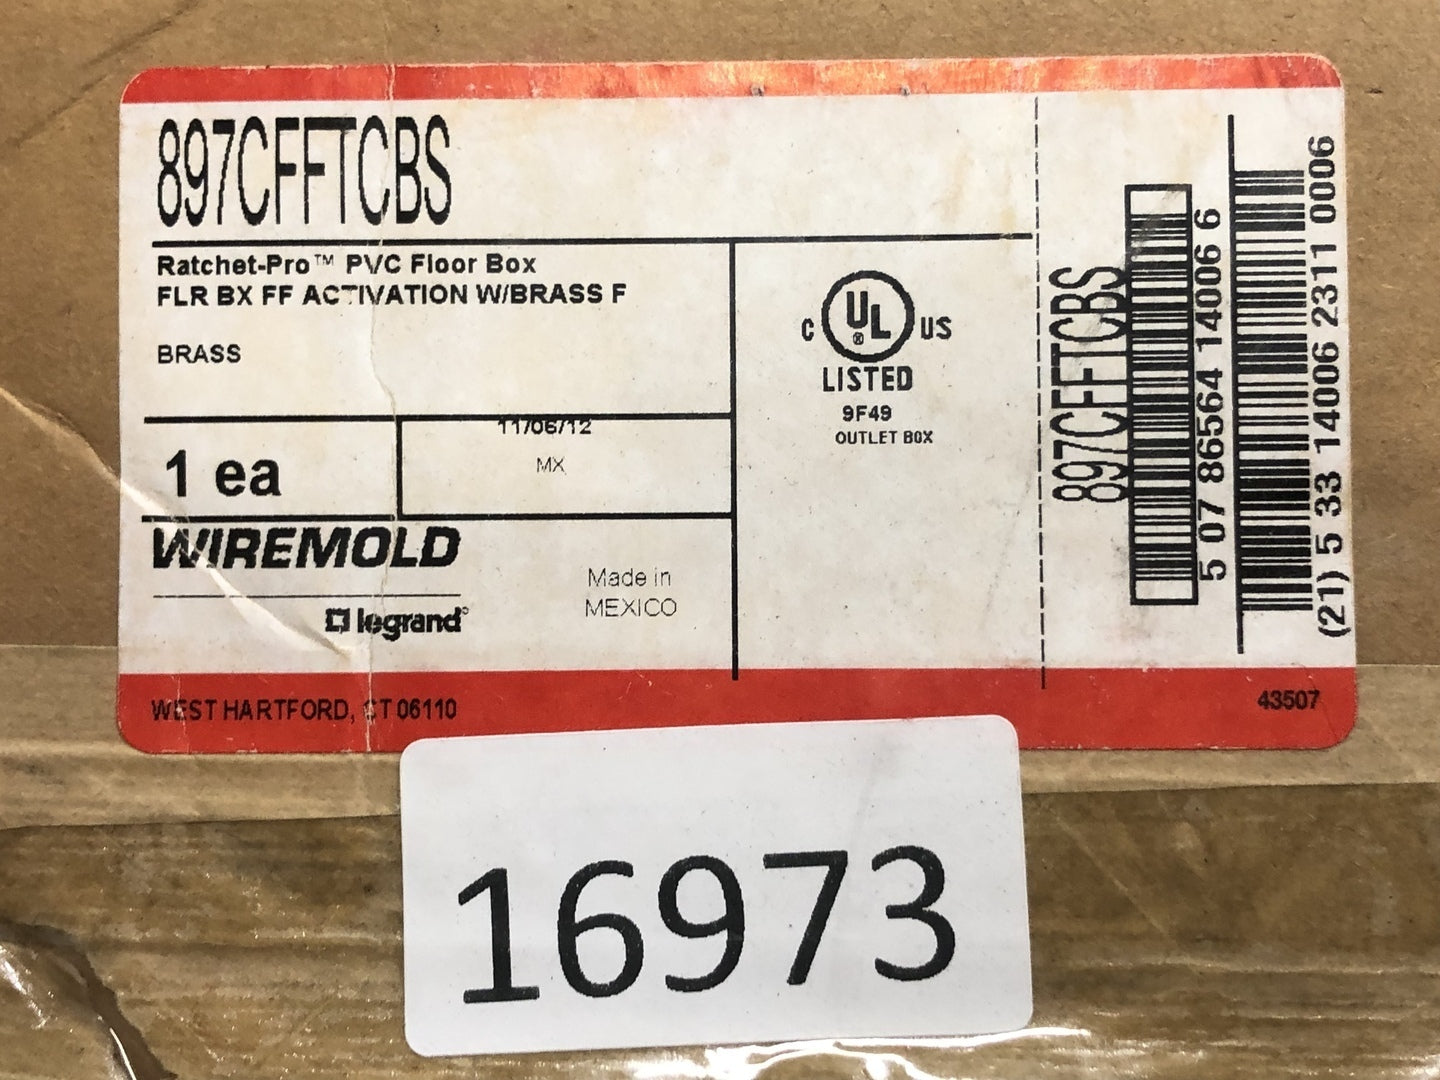 897CFFTCBS
Ratchet-Pro™ PVC Floor Box
FLR BX FF ACTIVATION W/BRASS F
BRASS
1 ea
11/06/12
MX
WIREMOLD
legrand®
Made in
MEXICO
C UL® US
LISTED
9F49
OUTLET BOX
897CFFTCBS
5 07 86564 14006 6
(21) 5 33 14006 2311 0006
WEST HARTFORD, CT 06110
43507
16973